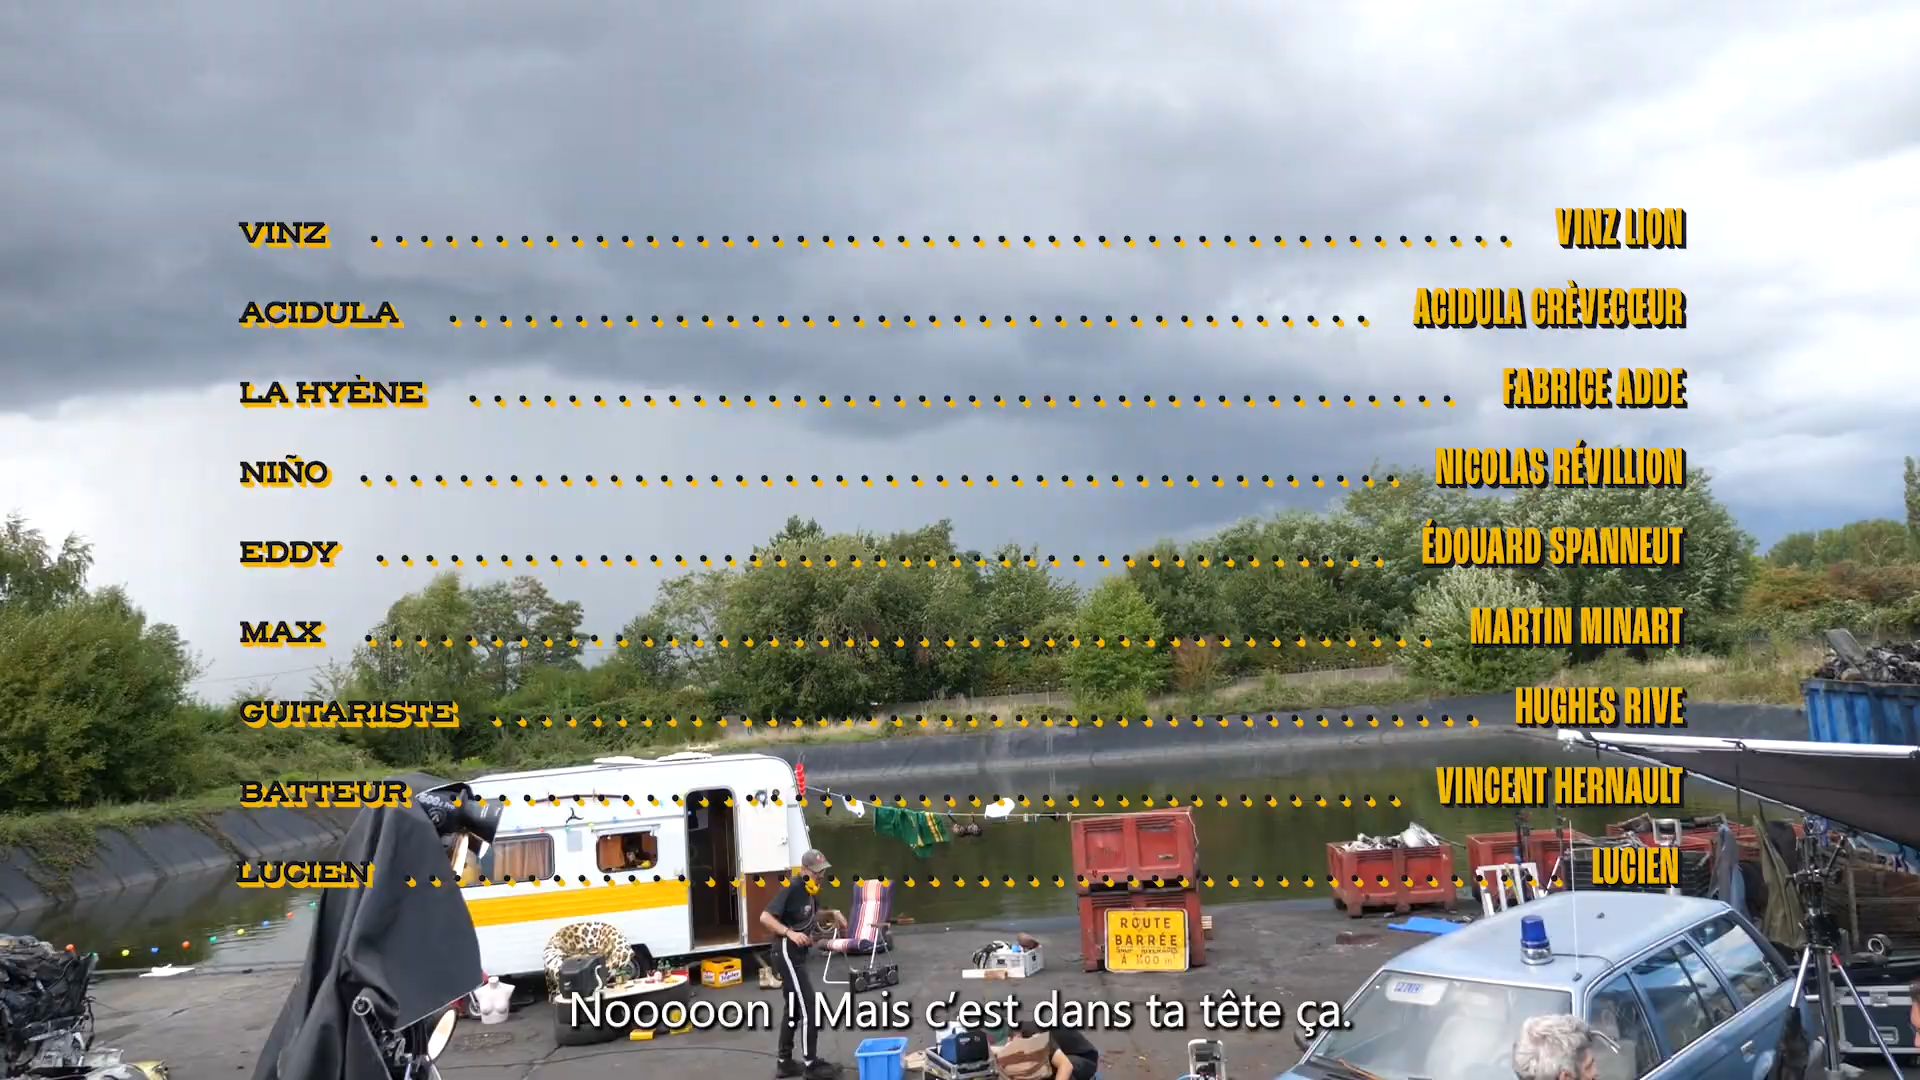 VINZ . . . . . . . . . . . . . . . . . . . . . . . . . . . . . . . . . . . . . . . . . . . . . . VINZ LION
ACIDULA . . . . . . . . . . . . . . . . . . . . . . . . . . . . . . . . . . . . . ACIDULA CRÈVECŒUR
LA HYÈNE . . . . . . . . . . . . . . . . . . . . . . . . . . . . . . . . . . . . . . . . FABRICE ADDE
NIÑO . . . . . . . . . . . . . . . . . . . . . . . . . . . . . . . . . . . . . . . . . NICOLAS RÉVILLION
EDDY . . . . . . . . . . . . . . . . . . . . . . . . . . . . . . . . . . . . . . . . ÉDOUARD SPANNEUT
MAX . . . . . . . . . . . . . . . . . . . . . . . . . . . . . . . . . . . . . . . . . . MARTIN MINART
GUITARISTE . . . . . . . . . . . . . . . . . . . . . . . . . . . . . . . . . . . . . . . HUGHES RIVE
BATTEUR . . . . . . . . . . . . . . . . . . . . . . . . . . . . . . . . . . . . . VINCENT HERNAULT
LUCIEN . . . . . . . . . . . . . . . . . . . . . . . . . . . . . . . . . . . . . . . . . . . . . . LUCIEN
ROUTE
BARRÉE
Nooooon ! Mais c'est dans ta tête ça.